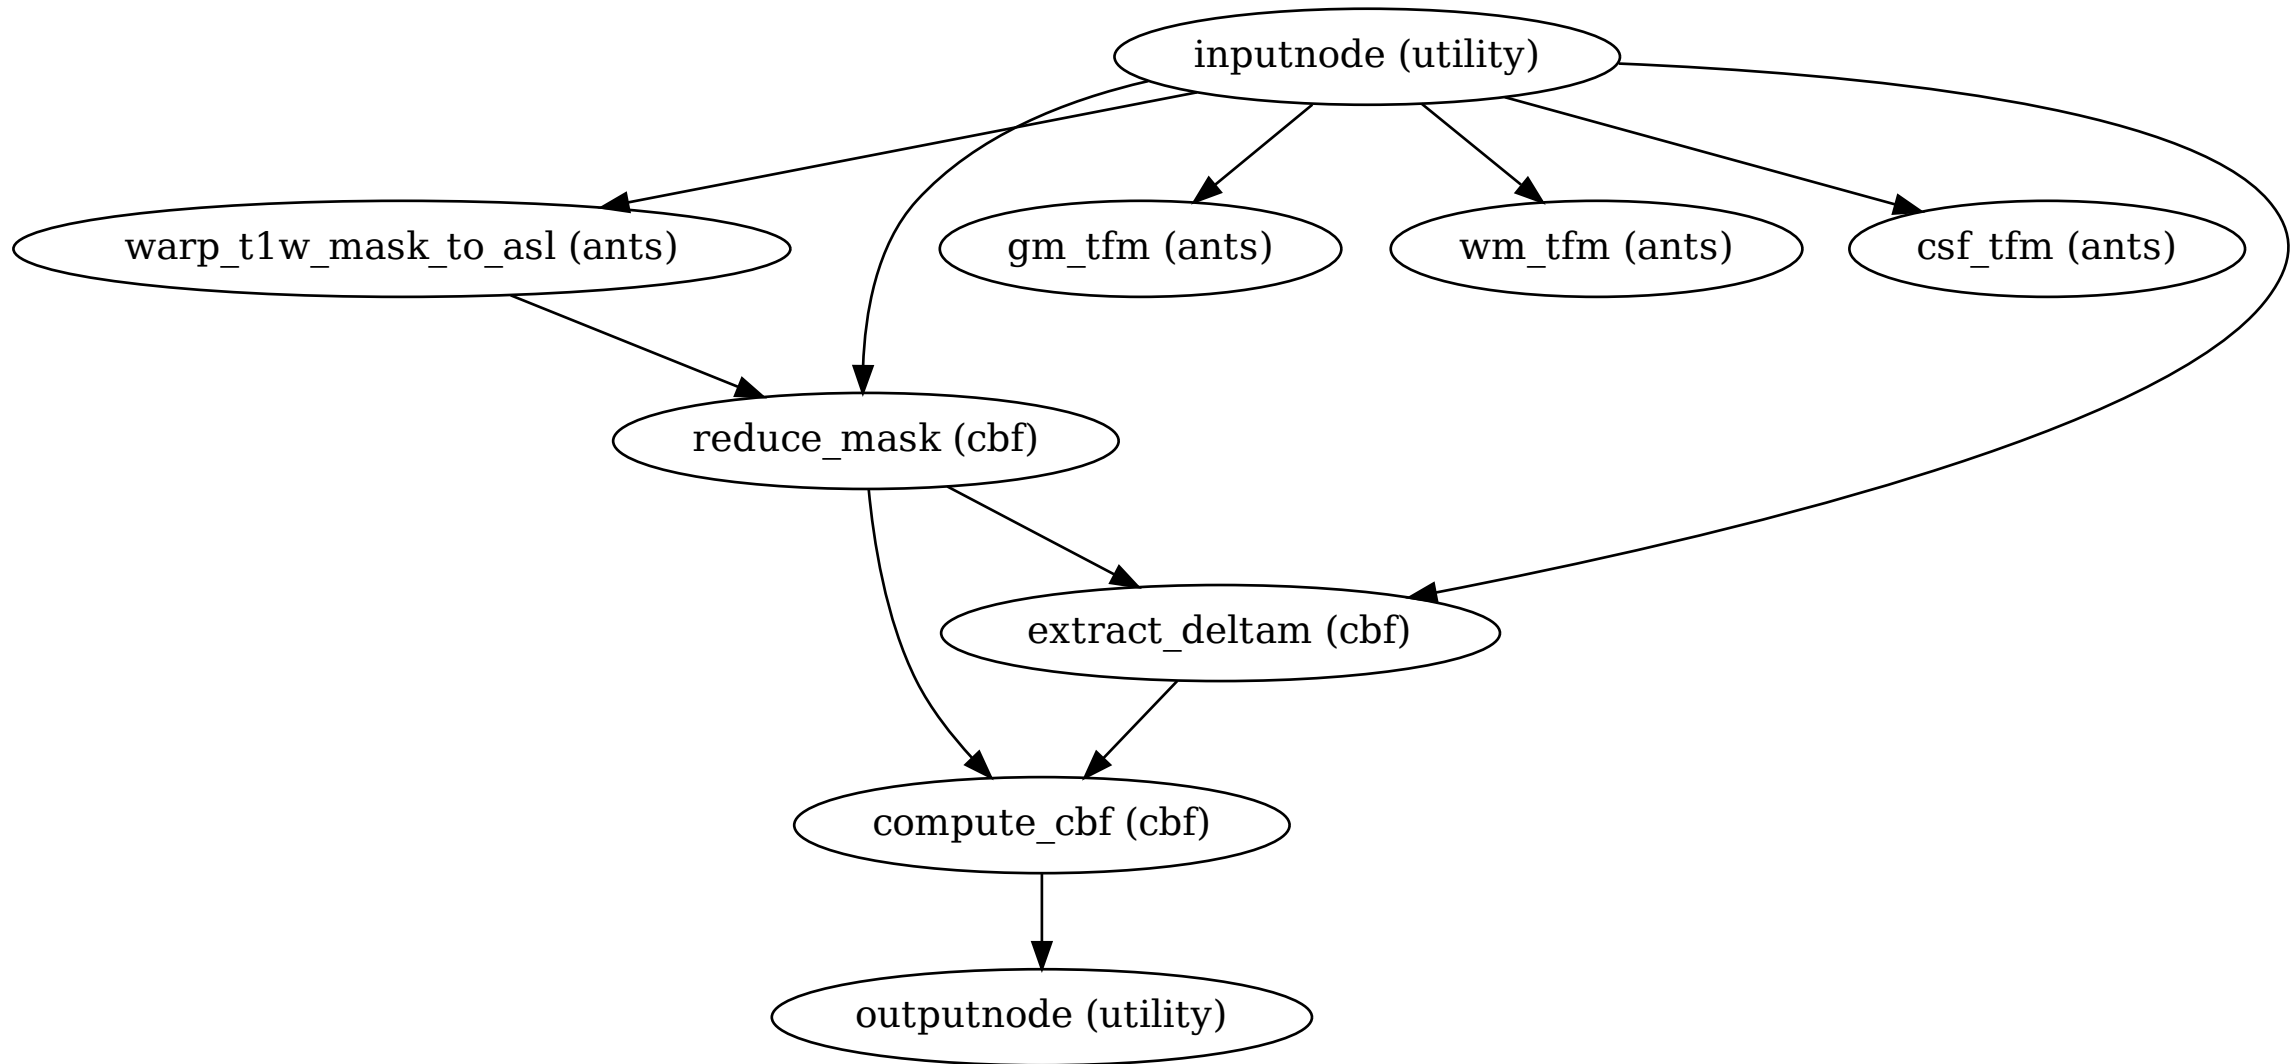 inputnode (utility)
warp_t1w_mask_to_asl (ants)
gm_tfm (ants)
wm_tfm (ants)
csf_tfm (ants)
reduce_mask (cbf)
extract_deltam (cbf)
compute_cbf (cbf)
outputnode (utility)